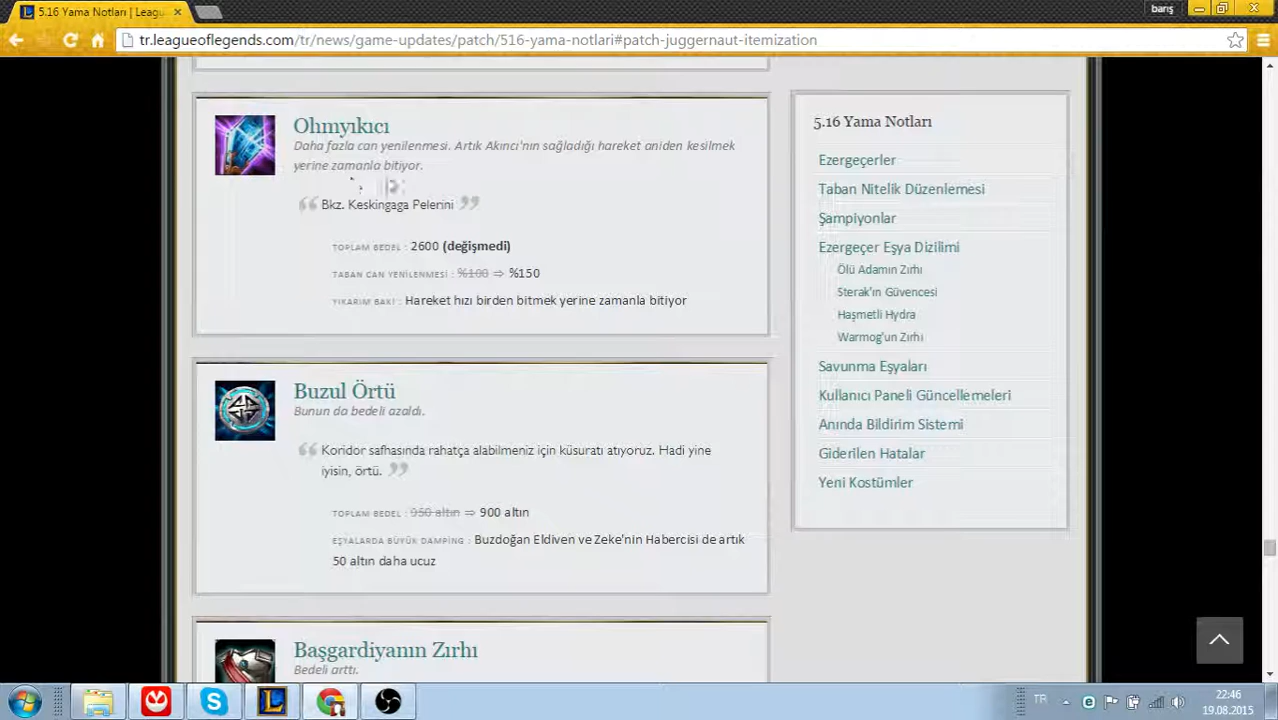 5.16 Yama Notları | Leagu
barış
tr.leagueoflegends.com/tr/news/game-updates/patch/516-yama-notlari#patch-juggernaut-itemization
Ohmyıkıcı
Daha fazla can yenilenmesi. Artık Akıncı'nın sağladığı hareket aniden kesilmek
yerine zamanla bitiyor.
Bkz. Keskingaga Pelerini
TOPLAM BEDEL : 2600 (değişmedi)
TABAN CAN YENİLENMESİ : %100 ⇨ %150
YIKARIM BAK! : Hareket hızı birden bitmek yerine zamanla bitiyor
Buzul Örtü
Bunun da bedeli azaldı.
Koridor safhasında rahatça alabilmeniz için küsuratı atıyoruz. Hadi yine
iyisin, örtü.
TOPLAM BEDEL : 950 altın ⇨ 900 altın
EŞYALARDA BÜYÜK DAMPİNG : Buzdoğan Eldiven ve Zeke'nin Habercisi de artık
50 altın daha ucuz
Başgardiyanın Zırhı
Bedeli arttı.
5.16 Yama Notları
Ezergeçerler
Taban Nitelik Düzenlemesi
Şampiyonlar
Ezergeçer Eşya Dizilimi
Ölü Adamın Zırhı
Sterak'ın Güvencesi
Haşmetli Hydra
Warmog'un Zırhı
Savunma Eşyaları
Kullanıcı Paneli Güncellemeleri
Anında Bildirim Sistemi
Giderilen Hatalar
Yeni Kostümler
TR
22:46
19.08.2015